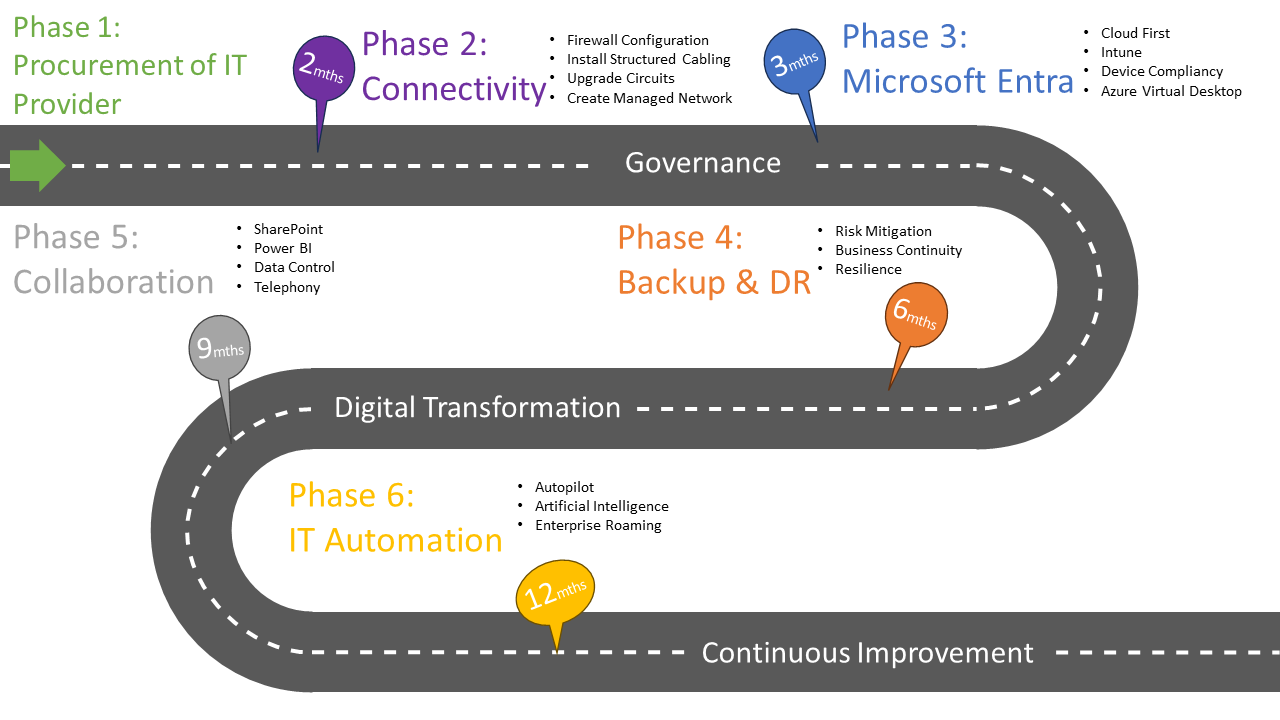 Phase 1:
Procurement of IT
Provider
2mths
Phase 2:
Connectivity
• Firewall Configuration
• Install Structured Cabling
• Upgrade Circuits
• Create Managed Network
3mths
Phase 3:
Microsoft Entra
• Cloud First
• Intune
• Device Compliancy
• Azure Virtual Desktop
Governance
Phase 4:
Backup & DR
• Risk Mitigation
• Business Continuity
• Resilience
6mths
Phase 5:
Collaboration
• SharePoint
• Power BI
• Data Control
• Telephony
9mths
Digital Transformation
Phase 6:
IT Automation
• Autopilot
• Artificial Intelligence
• Enterprise Roaming
12mths
Continuous Improvement